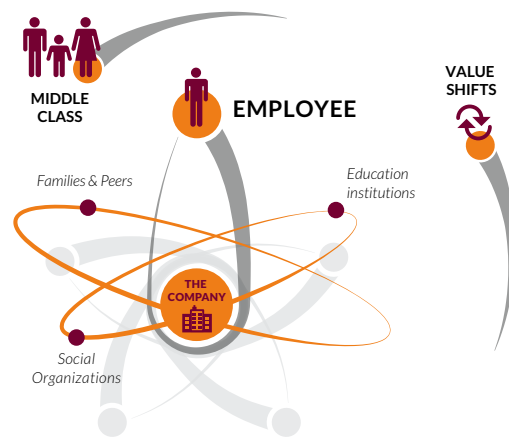 MIDDLE
CLASS
EMPLOYEE
VALUE
SHIFTS
Families & Peers
Education
institutions
THE
COMPANY
Social
Organizations